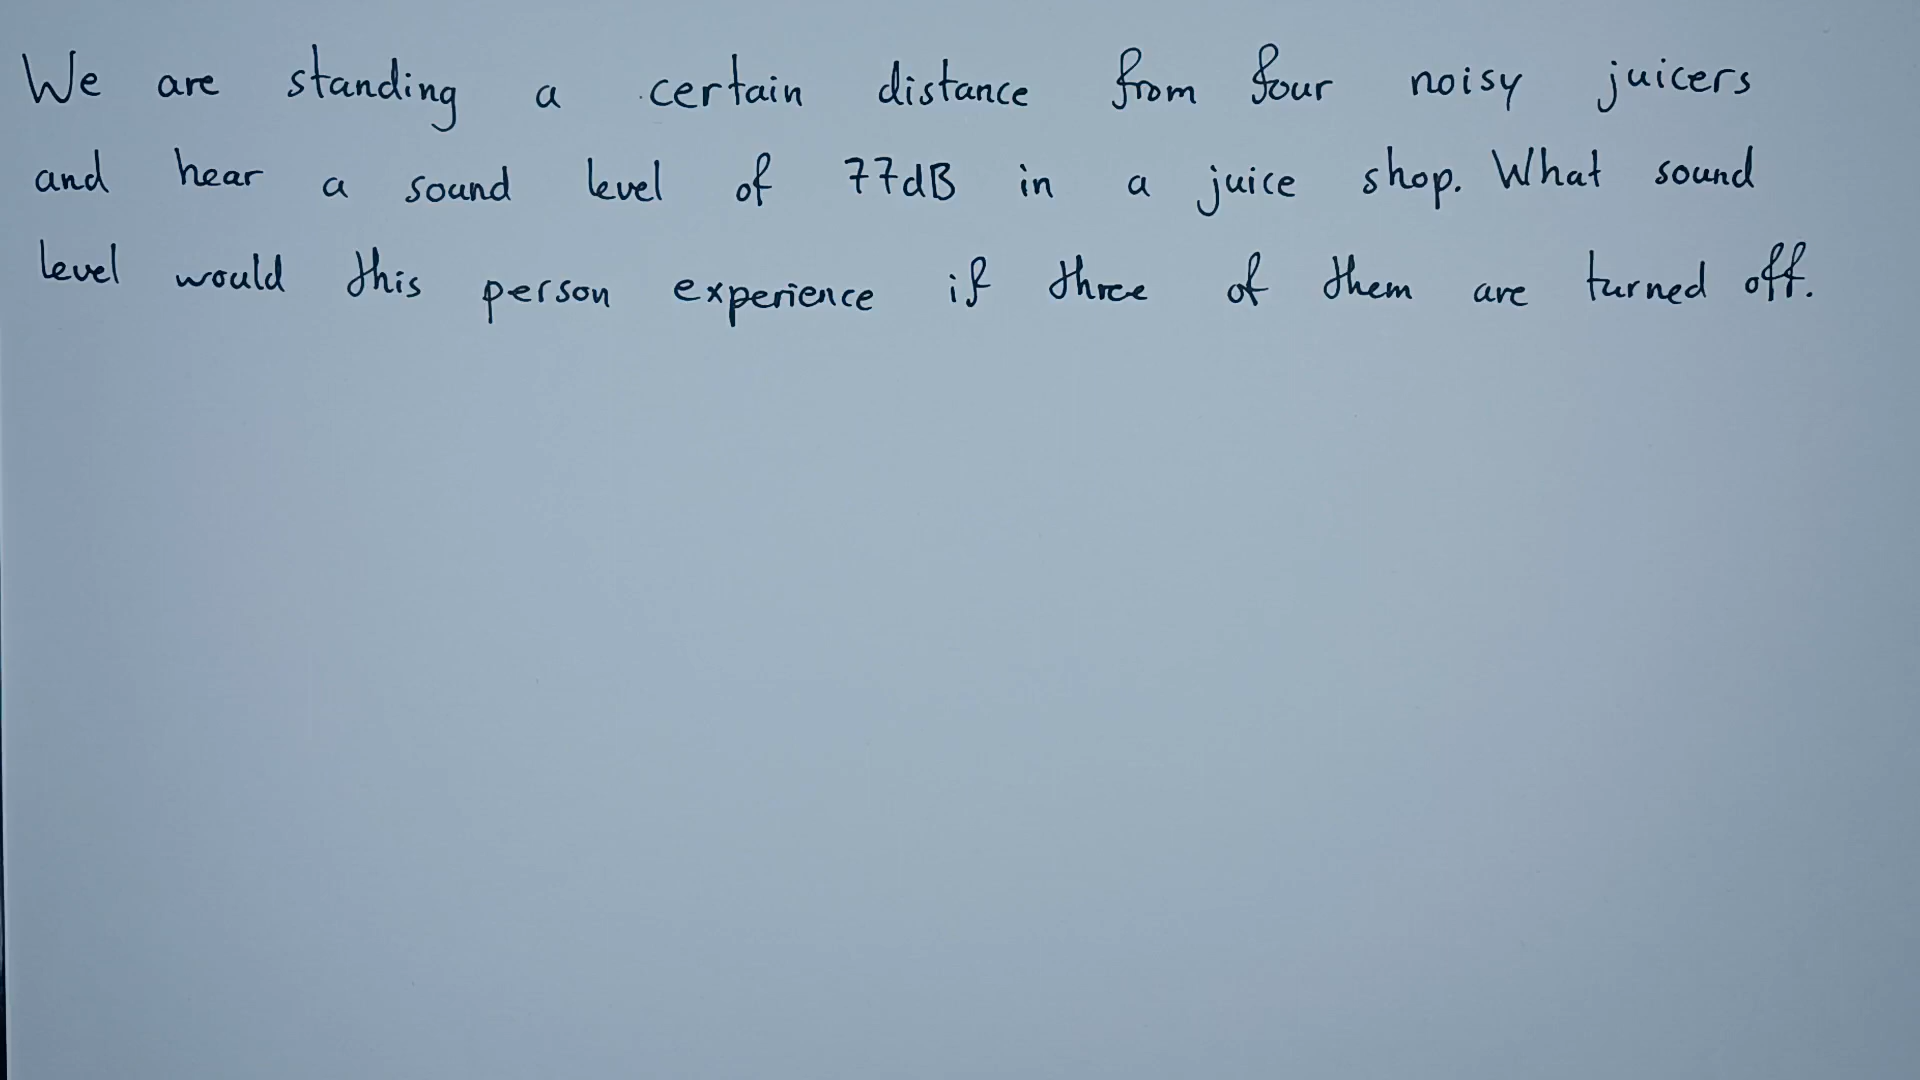 We are standing a certain distance from four noisy juicers
and hear a sound level of 77dB in a juice shop. What sound
level would this person experience if three of them are turned off.